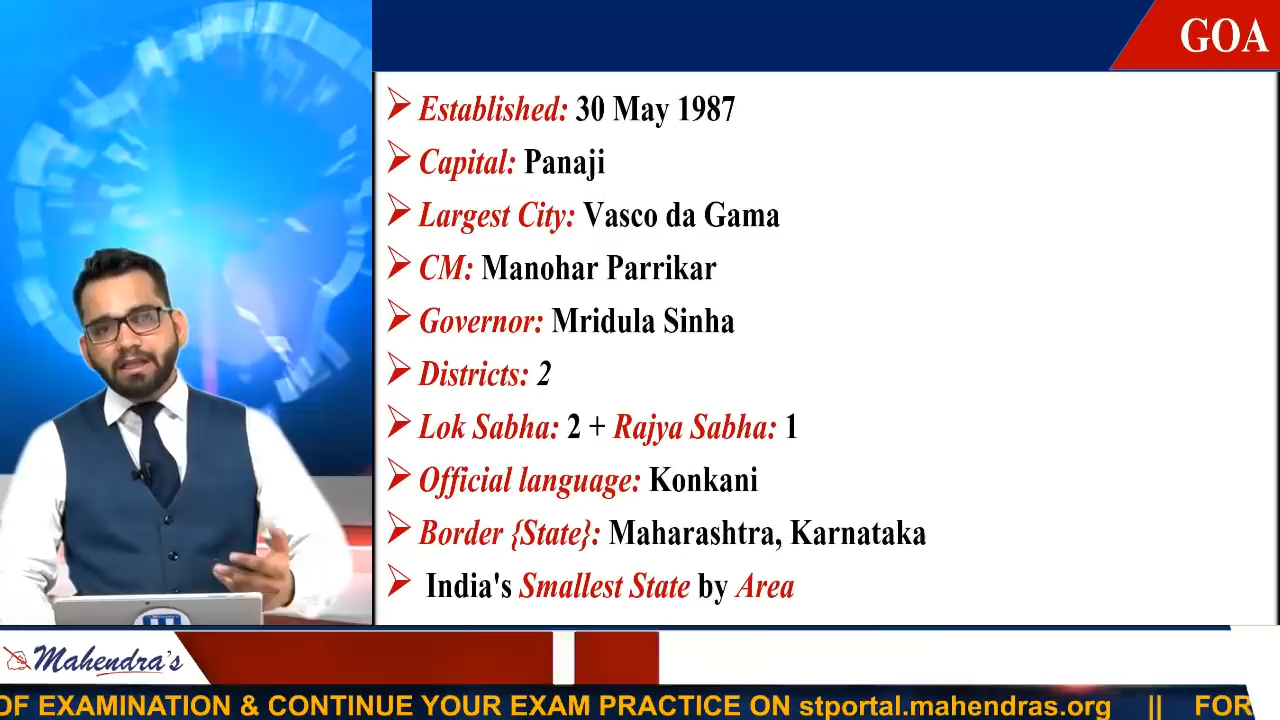 GOA
Established: 30 May 1987
Capital: Panaji
Largest City: Vasco da Gama
CM: Manohar Parrikar
Governor: Mridula Sinha
Districts: 2
Lok Sabha: 2 + Rajya Sabha: 1
Official language: Konkani
Border {State}: Maharashtra, Karnataka
India's Smallest State by Area
Mahendra's
OF EXAMINATION & CONTINUE YOUR EXAM PRACTICE ON stportal.mahendras.org || FOR